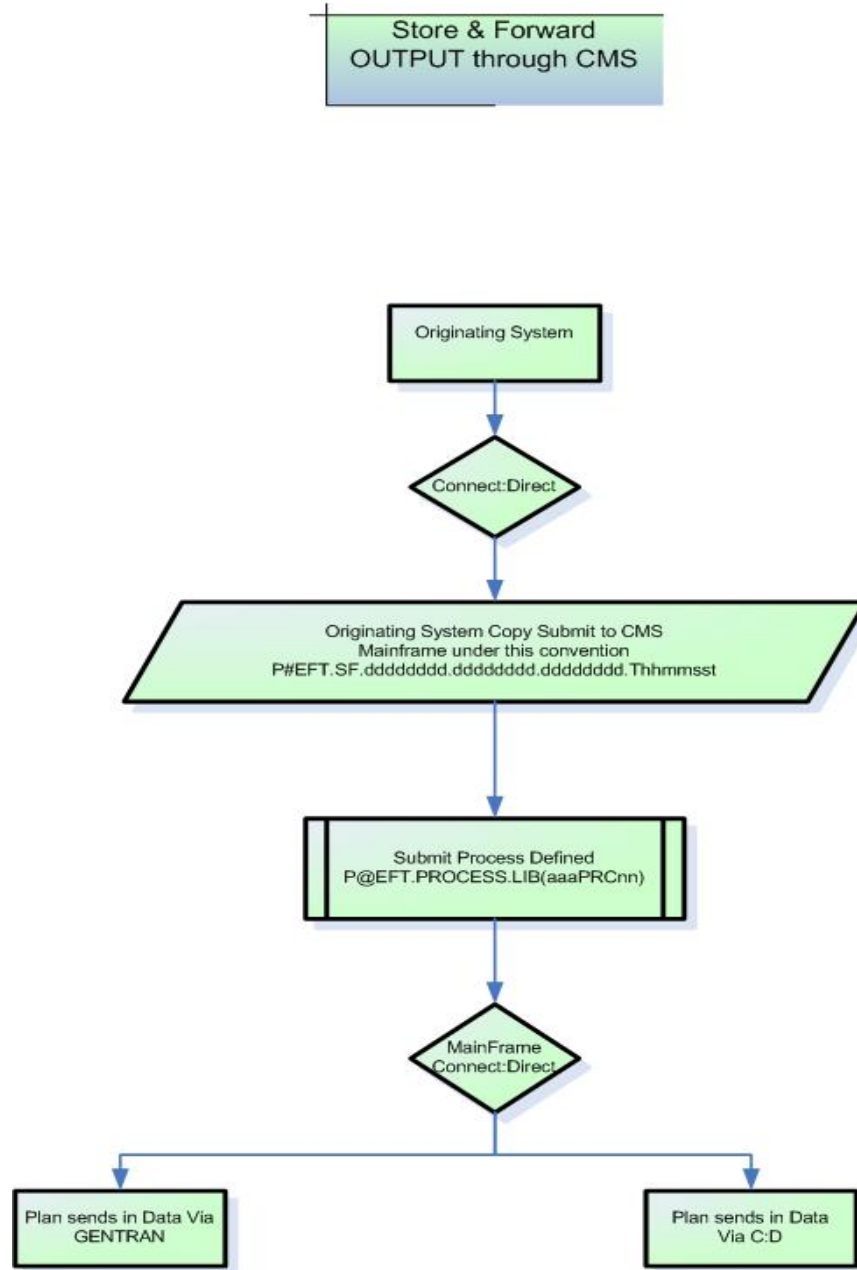 Store & Forward
OUTPUT through CMS
Originating System
Connect:Direct
Originating System Copy Submit to CMS
Mainframe under this convention
P#EFT.SF.dddddddd.dddddddd.dddddddd.Thhmmsst
Submit Process Defined
P@EFT.PROCESS.LIB(aaaPRCnn)
MainFrame
Connect:Direct
Plan sends in Data Via
GENTRAN
Plan sends in Data
Via C:D